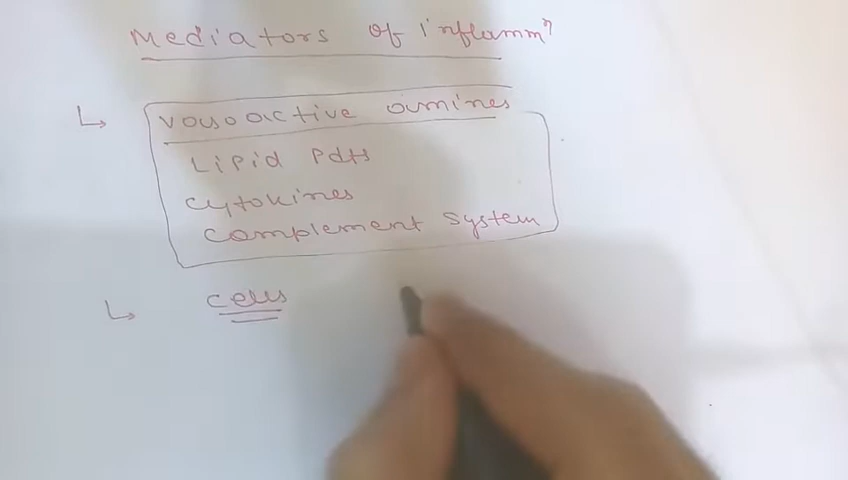 Mediators of inflammⁿ
vasoactive amines
Lipid Pdts
cytokines
complement system
cells